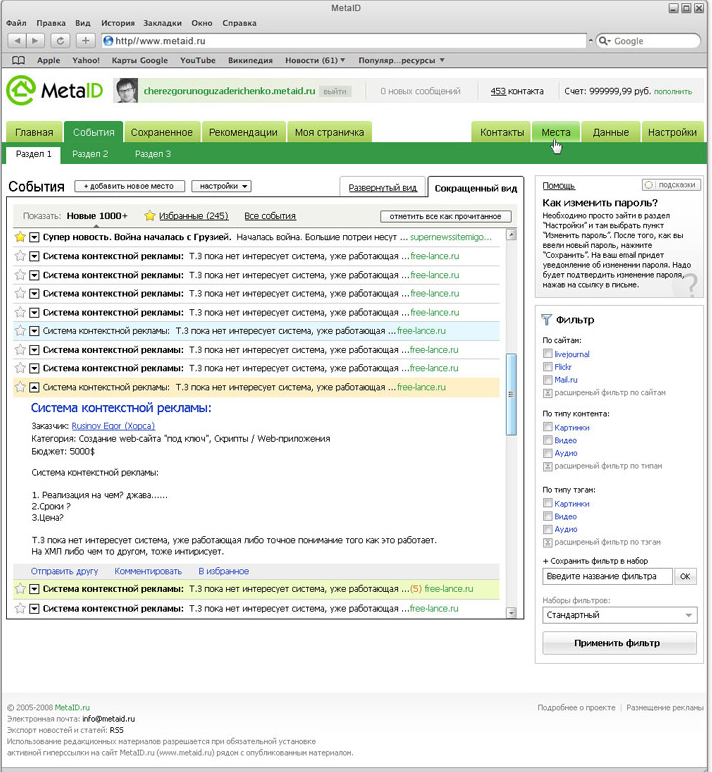 MetaID
Файл Правка Вид История Закладки Окно Справка
http//www.metaid.ru
Google
Apple Yahoo! Карты Google YouTube Википедия Новости (61) Популяр...ресурсы
MetaID
cherezgorunoguzaderichenko.metaid.ru
выйти
0 новых сообщений
453 контакта
Счет: 999999,99 руб. пополнить
Главная События Сохраненное Рекомендации Моя страничка Контакты Места Данные Настройки
Раздел 1 Раздел 2 Раздел 3
События
+ добавить новое место
настройки
Развернутый вид
Сокращенный вид
Показать: Новые 1000+ Избранные (245) Все события
отметить все как прочитанное
Супер новость. Война началась с Грузией. Началась война. Большие потреи несут ... supernewssitemigo...
Система контекстной рекламы: Т.З пока нет интересует система, уже работающая ...free-lance.ru
Система контекстной рекламы: Т.З пока нет интересует система, уже работающая ...free-lance.ru
Система контекстной рекламы: Т.З пока нет интересует система, уже работающая ...free-lance.ru
Система контекстной рекламы: Т.З пока нет интересует система, уже работающая ...free-lance.ru
Система контекстной рекламы: Т.З пока нет интересует система, уже работающая ...free-lance.ru
Система контекстной рекламы: Т.З пока нет интересует система, уже работающая ...free-lance.ru
Система контекстной рекламы: Т.З пока нет интересует система, уже работающая ...free-lance.ru
Система контекстной рекламы: Т.З пока нет интересует система, уже работающая ...free-lance.ru
Система контекстной рекламы:
Заказчик: Rusinov Egor (Хорса)
Категория: Создание web-сайта "под ключ", Скрипты / Web-приложения
Бюджет: 5000$
Система контекстной рекламы:
1. Реализация на чем? джава......
2.Сроки ?
3.Цена?
Т.З пока нет интересует система, уже работающая либо точное понимание того как это работает.
На ХМП либо чем то другом, тоже интирисует.
Отправить другу Комментировать В избранное
Система контекстной рекламы: Т.З пока нет интересует система, уже работающая ...(5) free-lance.ru
Система контекстной рекламы: Т.З пока нет интересует система, уже работающая ...free-lance.ru
Помощь
подсказки
Как изменить пароль?
Необходимо просто зайти в раздел
"Настройки" и там выбрать пункт
"Изменить пароль". После того, как вы
ввели новый пароль, нажмите
"Сохранить". На ваш email придет
уведомление об изменении пароля. Надо
будет подтвердить изменение пароля,
нажав на ссылку в письме.
?
Фильтр
По сайтам:
livejournal
Flickr
Mail.ru
расширеный фильтр по сайтам
По типу контента:
Картинки
Видео
Аудио
расширеный фильтр по типам
По типу тэгам:
Картинки
Видео
Аудио
расширеный фильтр по тэгам
+ Сохранить фильтр в набор
Введите название фильтра
OK
Наборы фильтров:
Стандартный
Применить фильтр
© 2005-2008 MetaID.ru
Электронная почта: info@metaid.ru
Экспорт новостей и статей: RSS
Использование редакционных материалов разрешается при обязательной установке
активной гиперссылки на сайт MetaID.ru (www.metaid.ru) рядом с опубликованным материалом.
Подробнее о проекте | Размещение рекламы